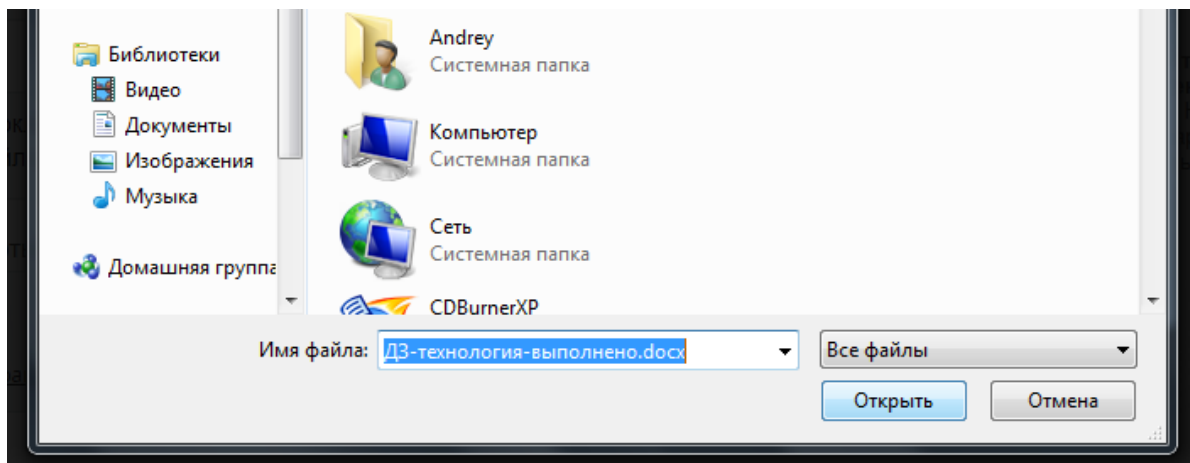 Библиотеки
Видео
Документы
Изображения
Музыка
Домашняя группа
Andrey
Системная папка
Компьютер
Системная папка
Сеть
Системная папка
CDBurnerXP
Имя файла: ДЗ-технология-выполнено.docx Все файлы
Открыть Отмена